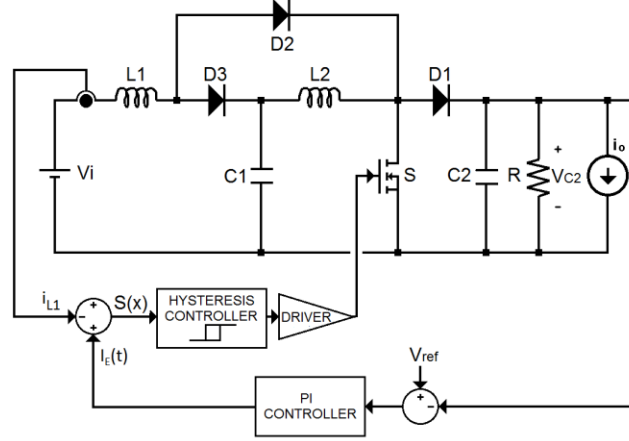 D2
L1
D3
L2
D1
Vi
C1
S
C2
R
+
VC2
-
io
iL1
S(x)
HYSTERESIS
CONTROLLER
DRIVER
-
+
+
IE(t)
Vref
PI
CONTROLLER
+
-